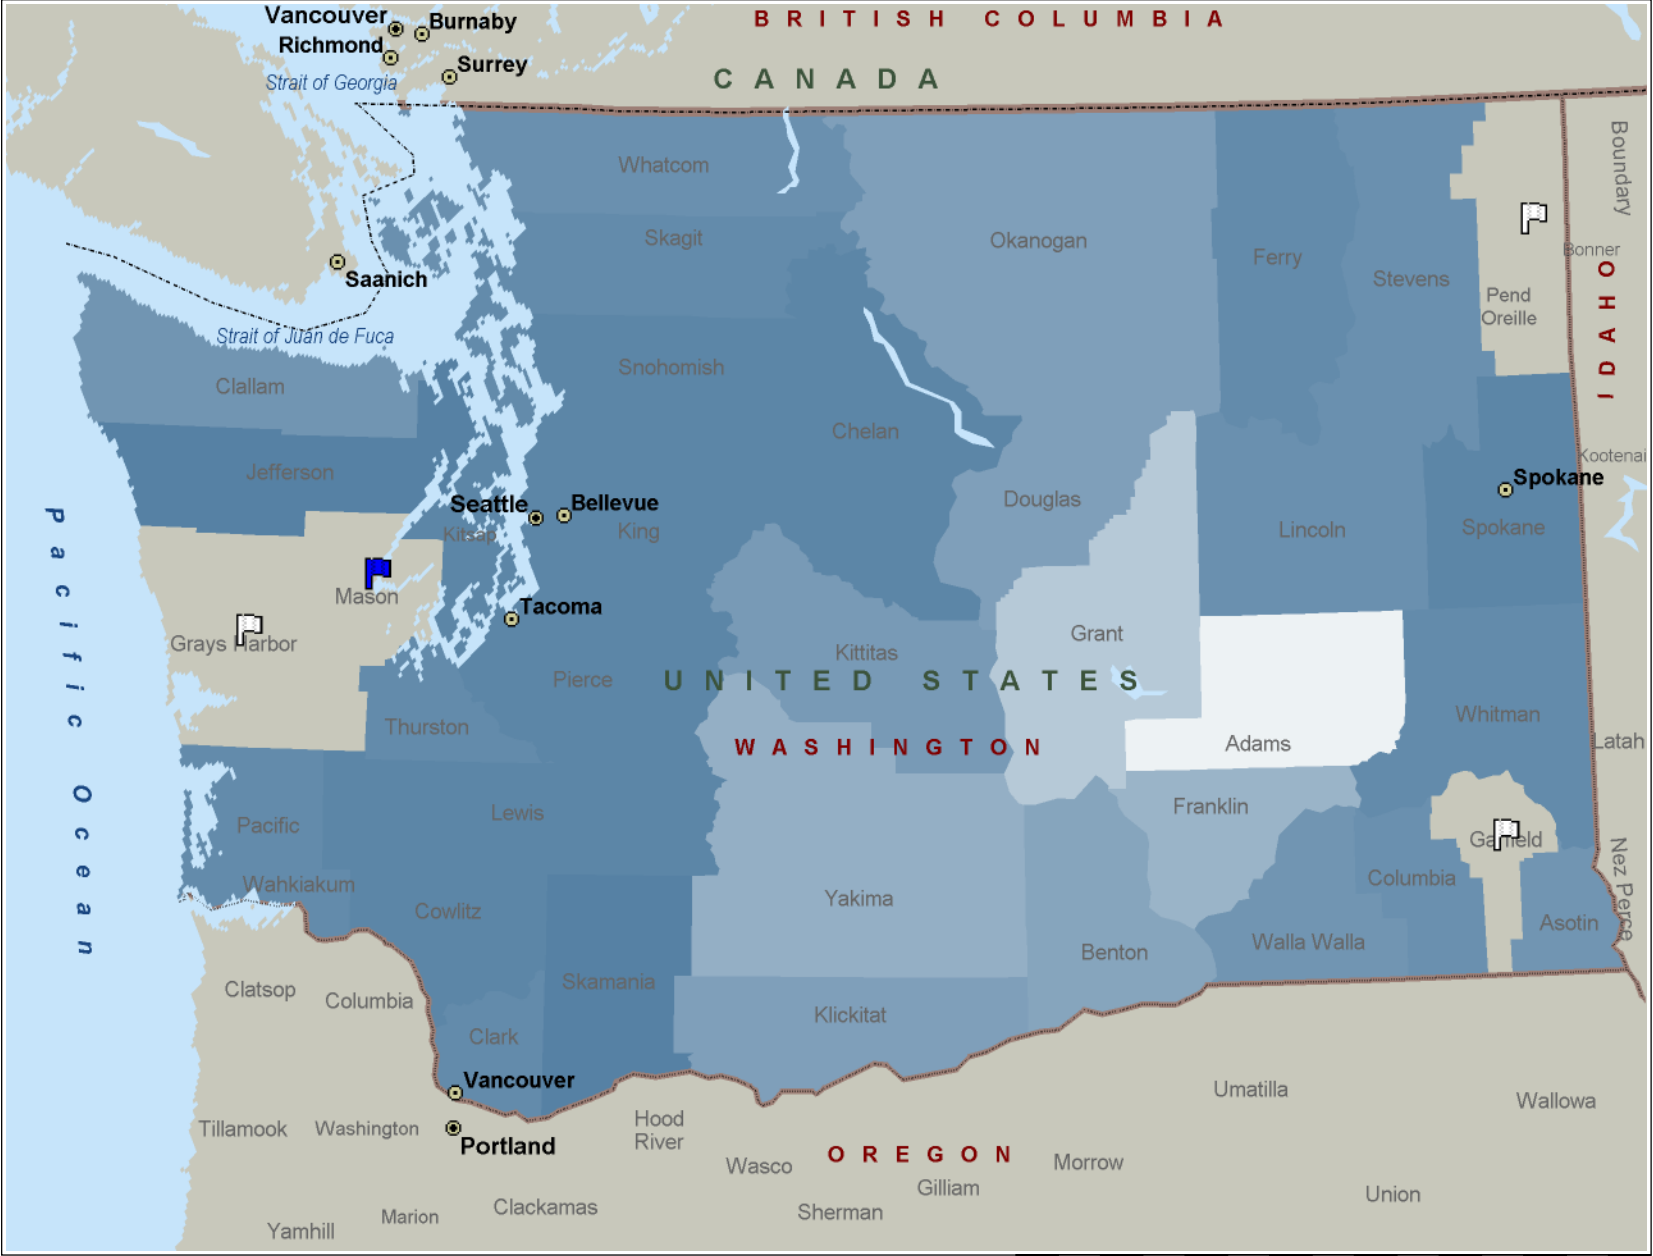 Vancouver
Burnaby
BRITISH COLUMBIA
Richmond
Surrey
CANADA
Strait of Georgia
Boundary
Whatcom
Skagit
Okanogan
Ferry
Stevens
Bonner
IDAHO
Saanich
Pend
Oreille
Strait of Juan de Fuca
Snohomish
Clallam
Chelan
Jefferson
Kootenai
Spokane
Seattle
Bellevue
Douglas
Kitsap
King
Lincoln
Spokane
Pacific Ocean
Mason
Tacoma
Grays Harbor
Grant
Kittitas
Pierce
UNITED STATES
Thurston
Whitman
WASHINGTON
Adams
Latah
Franklin
Lewis
Pacific
Garfield
Nez Perce
Wahkiakum
Columbia
Yakima
Cowlitz
Asotin
Walla Walla
Benton
Skamania
Clatsop
Columbia
Klickitat
Clark
Vancouver
Umatilla
Wallowa
Tillamook
Washington
Hood
River
Portland
OREGON
Wasco
Morrow
Gilliam
Union
Clackamas
Sherman
Marion
Yamhill